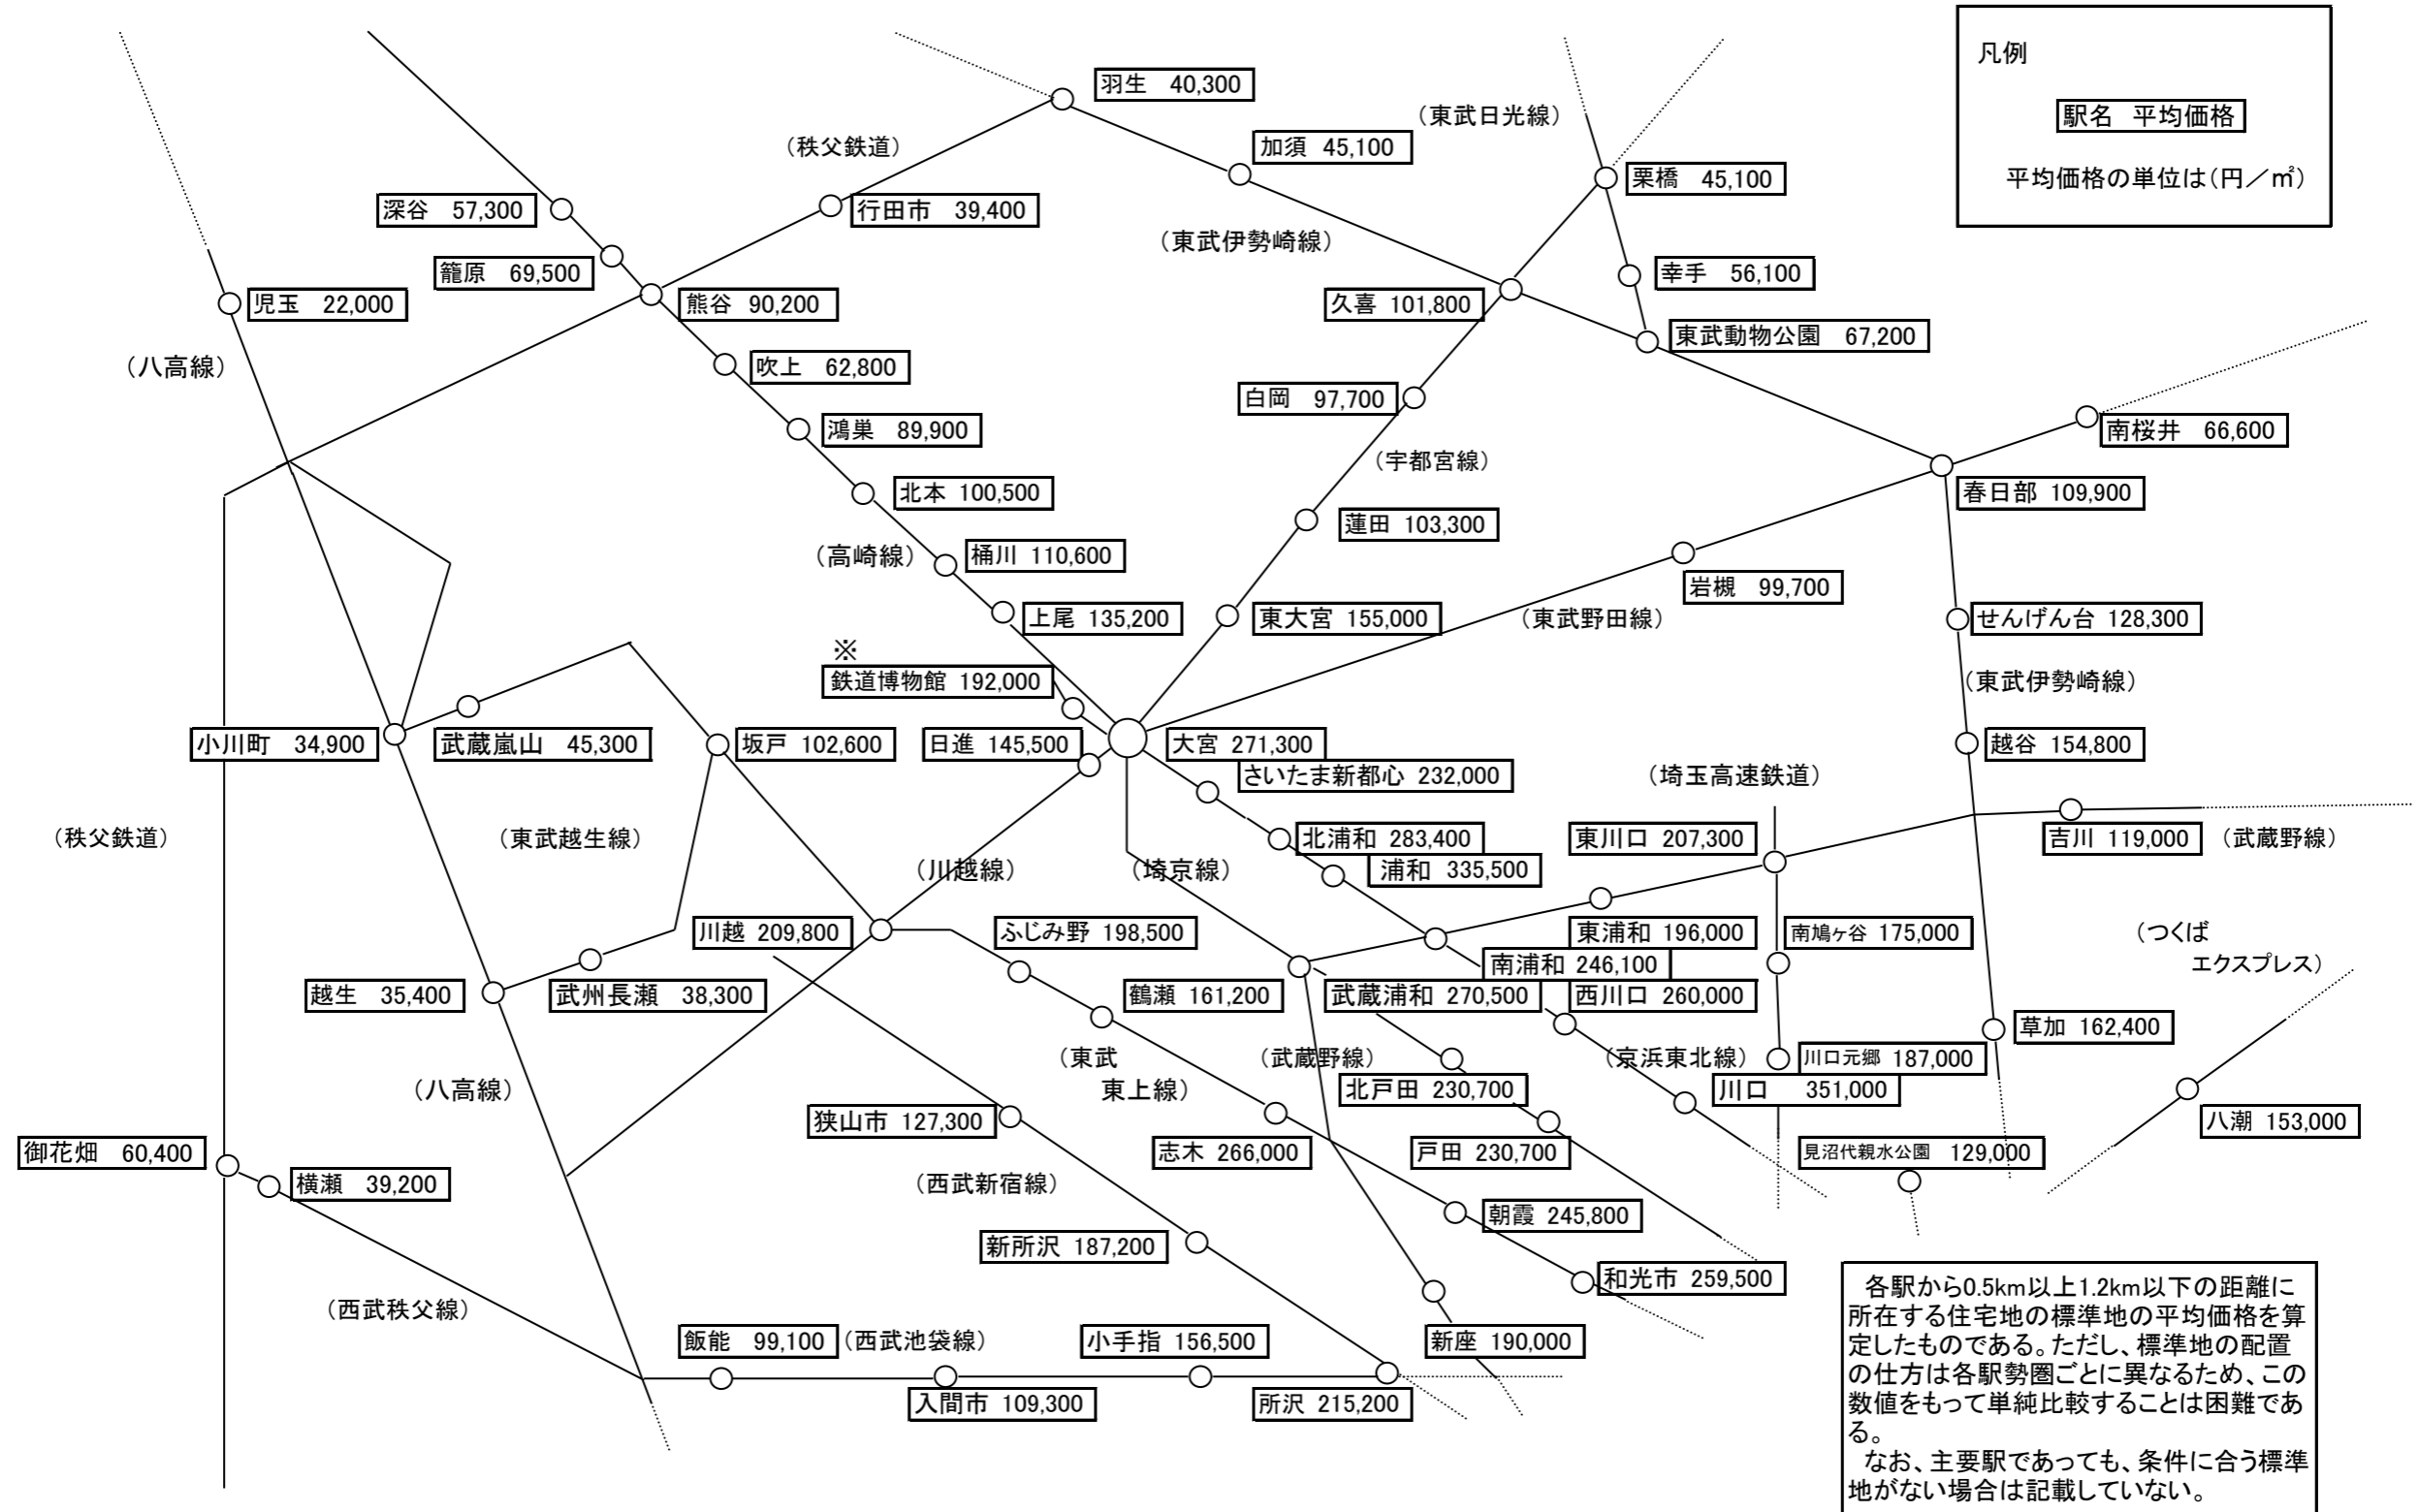 凡例
駅名 平均価格
平均価格の単位は(円／㎡)
羽生 40,300
(東武日光線)
(秩父鉄道)
加須 45,100
栗橋 45,100
深谷 57,300
行田市 39,400
(東武伊勢崎線)
籠原 69,500
幸手 56,100
児玉 22,000
熊谷 90,200
久喜 101,800
東武動物公園 67,200
(八高線)
吹上 62,800
白岡 97,700
鴻巣 89,900
南桜井 66,600
(宇都宮線)
北本 100,500
春日部 109,900
蓮田 103,300
(高崎線)
桶川 110,600
岩槻 99,700
上尾 135,200
東大宮 155,000
(東武野田線)
せんげん台 128,300
※
鉄道博物館 192,000
(東武伊勢崎線)
小川町 34,900
武蔵嵐山 45,300
坂戸 102,600
日進 145,500
大宮 271,300
越谷 154,800
さいたま新都心 232,000
(埼玉高速鉄道)
(秩父鉄道)
(東武越生線)
北浦和 283,400
東川口 207,300
吉川 119,000
(武蔵野線)
(川越線)
(埼京線)
浦和 335,500
川越 209,800
ふじみ野 198,500
東浦和 196,000
南鳩ヶ谷 175,000
(つくば
エクスプレス)
南浦和 246,100
越生 35,400
武州長瀬 38,300
鶴瀬 161,200
武蔵浦和 270,500
西川口 260,000
草加 162,400
(東武
東上線)
(武蔵野線)
(京浜東北線)
川口元郷 187,000
(八高線)
北戸田 230,700
川口 351,000
狭山市 127,300
八潮 153,000
御花畑 60,400
志木 266,000
戸田 230,700
見沼代親水公園 129,000
横瀬 39,200
(西武新宿線)
朝霞 245,800
新所沢 187,200
和光市 259,500
(西武秩父線)
飯能 99,100
(西武池袋線)
小手指 156,500
新座 190,000
入間市 109,300
所沢 215,200
各駅から0.5km以上1.2km以下の距離に
所在する住宅地の標準地の平均価格を算
定したものである。ただし、標準地の配置
の仕方は各駅勢圏ごとに異なるため、この
数値をもって単純比較することは困難であ
る。
なお、主要駅であっても、条件に合う標準
地がない場合は記載していない。